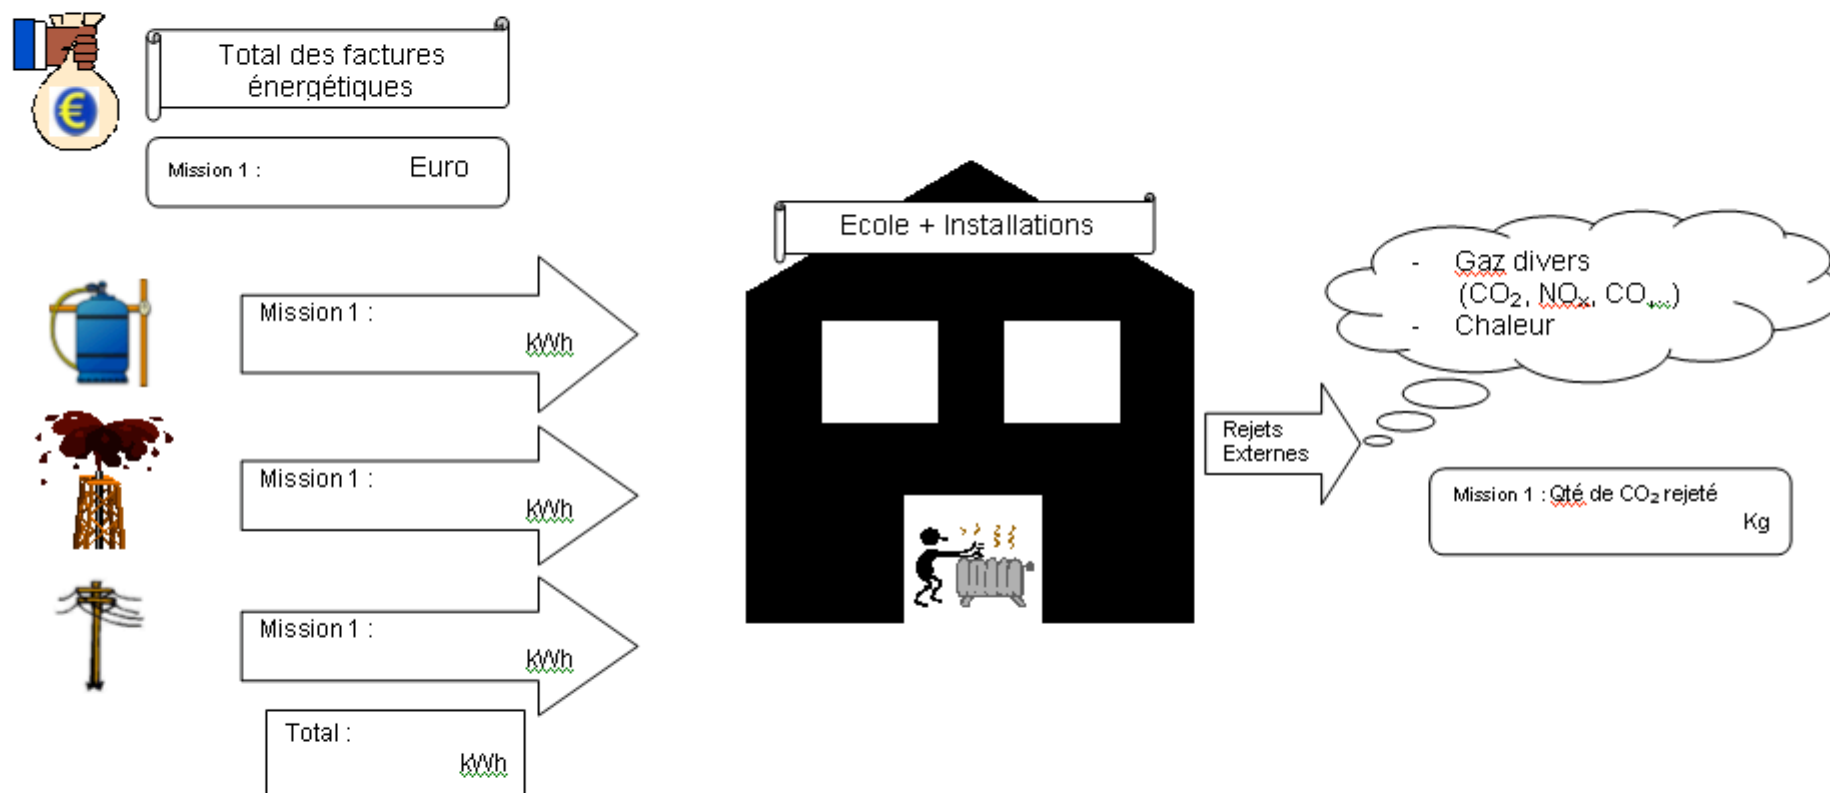 Total des factures
énergétiques
Mission 1 : Euro
€
Ecole + Installations
Mission 1 :
kWh
Mission 1 :
kWh
Mission 1 :
kWh
Total :
kWh
Rejets
Externes
- Gaz divers
(CO₂, NOₓ, CO,...)
- Chaleur
Mission 1 : Qté de CO₂ rejeté
Kg